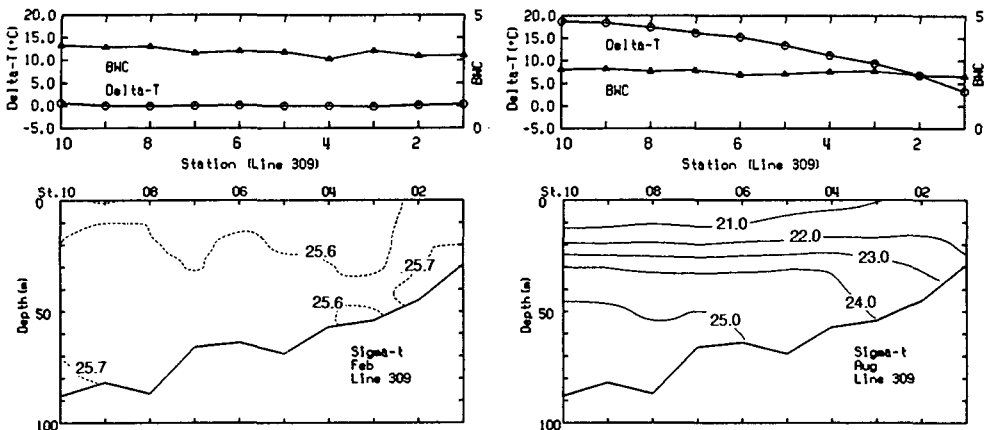 20.0
15.0
10.0
5.0
0.0
-5.0
Delta-T (°C)
BWC
Delta-T
5
0
BWC
10 8 6 4 2
Station (Line 309)
St.10 08 06 04 02
0
50
100
Depth(m)
25.6
25.7
25.6
25.7
Sigma-t
Feb
Line 309
20.0
15.0
10.0
5.0
0.0
-5.0
Delta-T (°C)
Delta-T
BWC
5
0
BWC
10 8 6 4 2
Station (Line 309)
St.10 08 06 04 02
0
50
100
Depth(m)
21.0
22.0
23.0
24.0
25.0
Sigma-t
Aug
Line 309